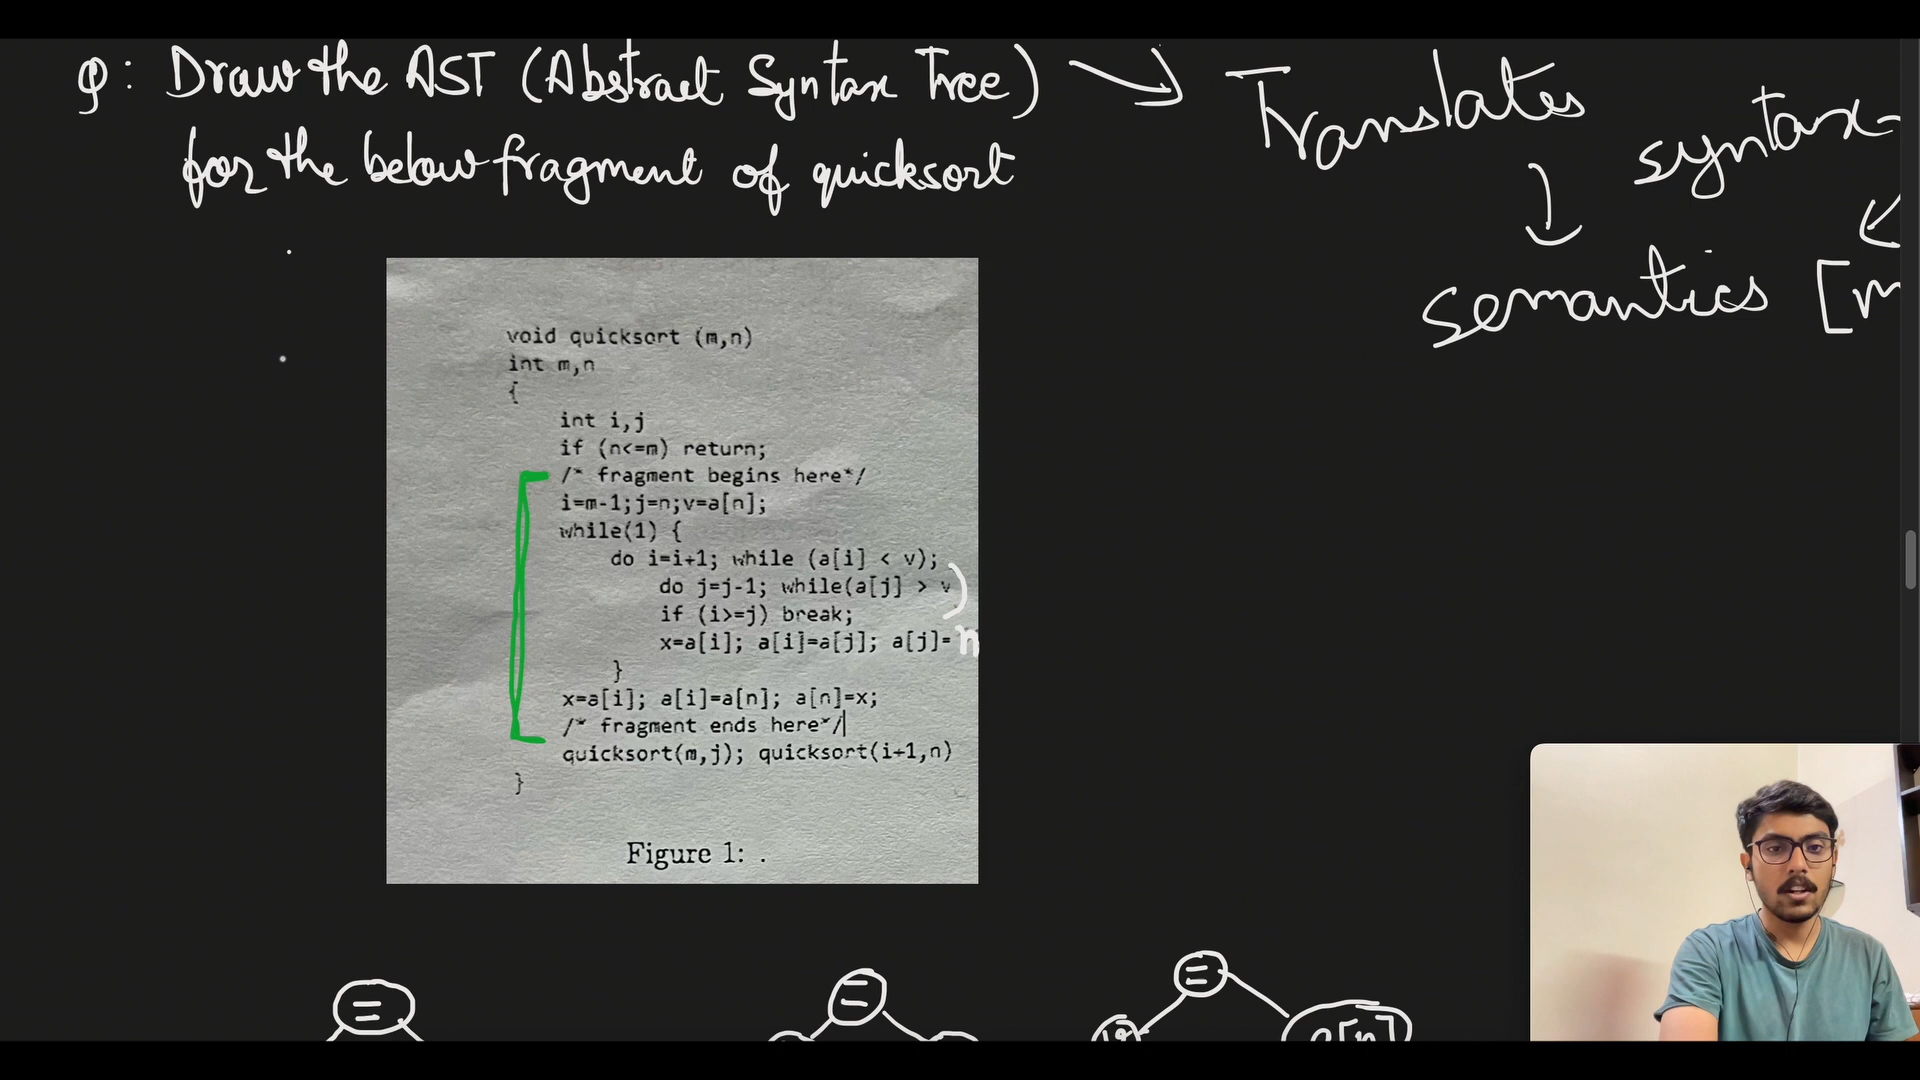 Q: Draw the AST (Abstract Syntax Tree) → Translates
for the below fragment of quicksort
syntax-
semantics [m
void quicksort (m,n)
int m,n
{
int i,j
if (n<=m) return;
/* fragment begins here*/
i=m-1;j=n;v=a[n];
while(1) {
do i=i+1; while (a[i] < v);
do j=j-1; while(a[j] > v)
if (i>=j) break;
x=a[i]; a[i]=a[j]; a[j]=
}
x=a[i]; a[i]=a[n]; a[n]=x;
/* fragment ends here*/
quicksort(m,j); quicksort(i+1,n)
}
Figure 1: .
= = =
a[n]